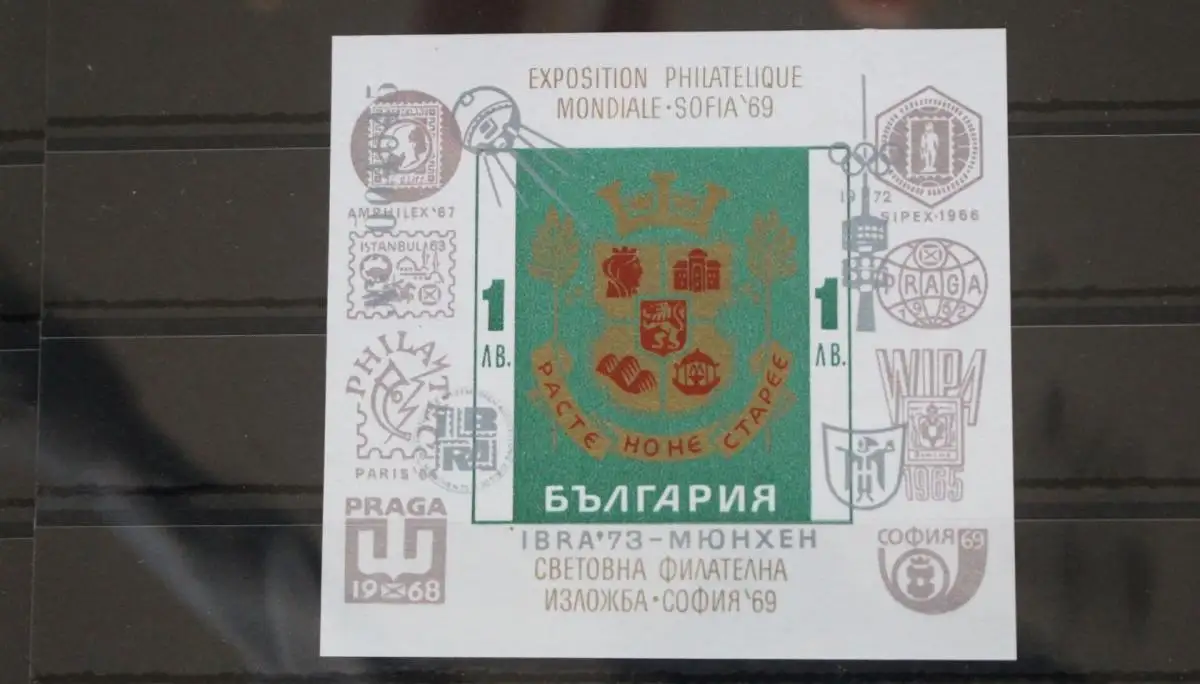 EXPOSITION PHILATELIQUE
MONDIALE·SOFIA'69
AMPHILEX'67
ISTANBUL'63
PHILATEC
PARIS
PRAGA
1968
1
ЛВ.
1
ЛВ.
РАСТЕ НО НЕ СТАРЕЕ
БЪЛГАРИЯ
IBRA
1972
SIPEX·1966
PRAGA
1962
WIPA
1965
СОФИЯ 69
IBRA'73–МЮНХЕН
СВЕТОВНА ФИЛАТЕЛНА
ИЗЛОЖБА·СОФИЯ'69